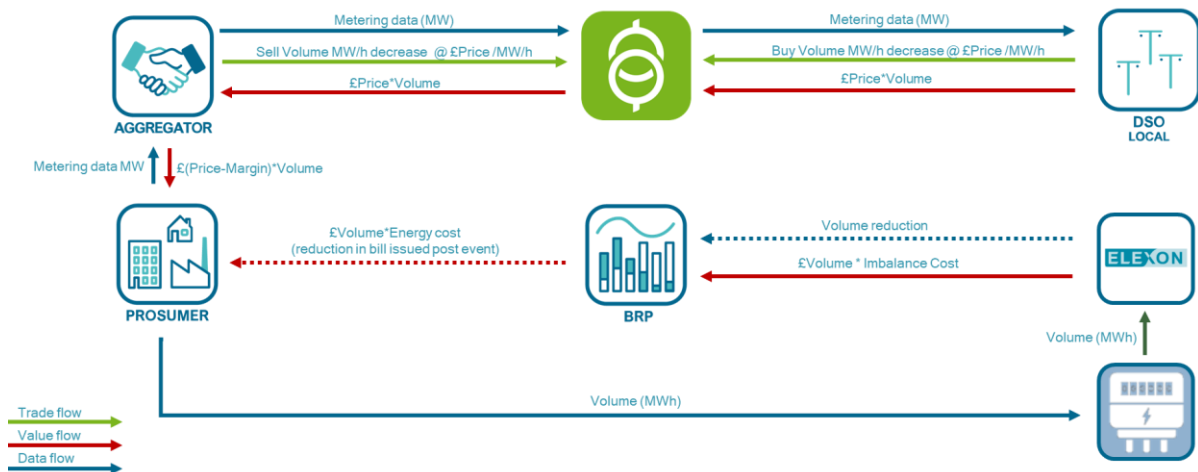 Metering data (MW)
Metering data (MW)
Sell Volume MW/h decrease @ £Price /MW/h
Buy Volume MW/h decrease @ £Price /MW/h
£Price*Volume
£Price*Volume
AGGREGATOR
DSO
LOCAL
Metering data MW
£(Price-Margin)*Volume
£Volume*Energy cost
(reduction in bill issued post event)
Volume reduction
£Volume * Imbalance Cost
ELEXON
PROSUMER
BRP
Volume (MWh)
Volume (MWh)
Trade flow
Value flow
Data flow